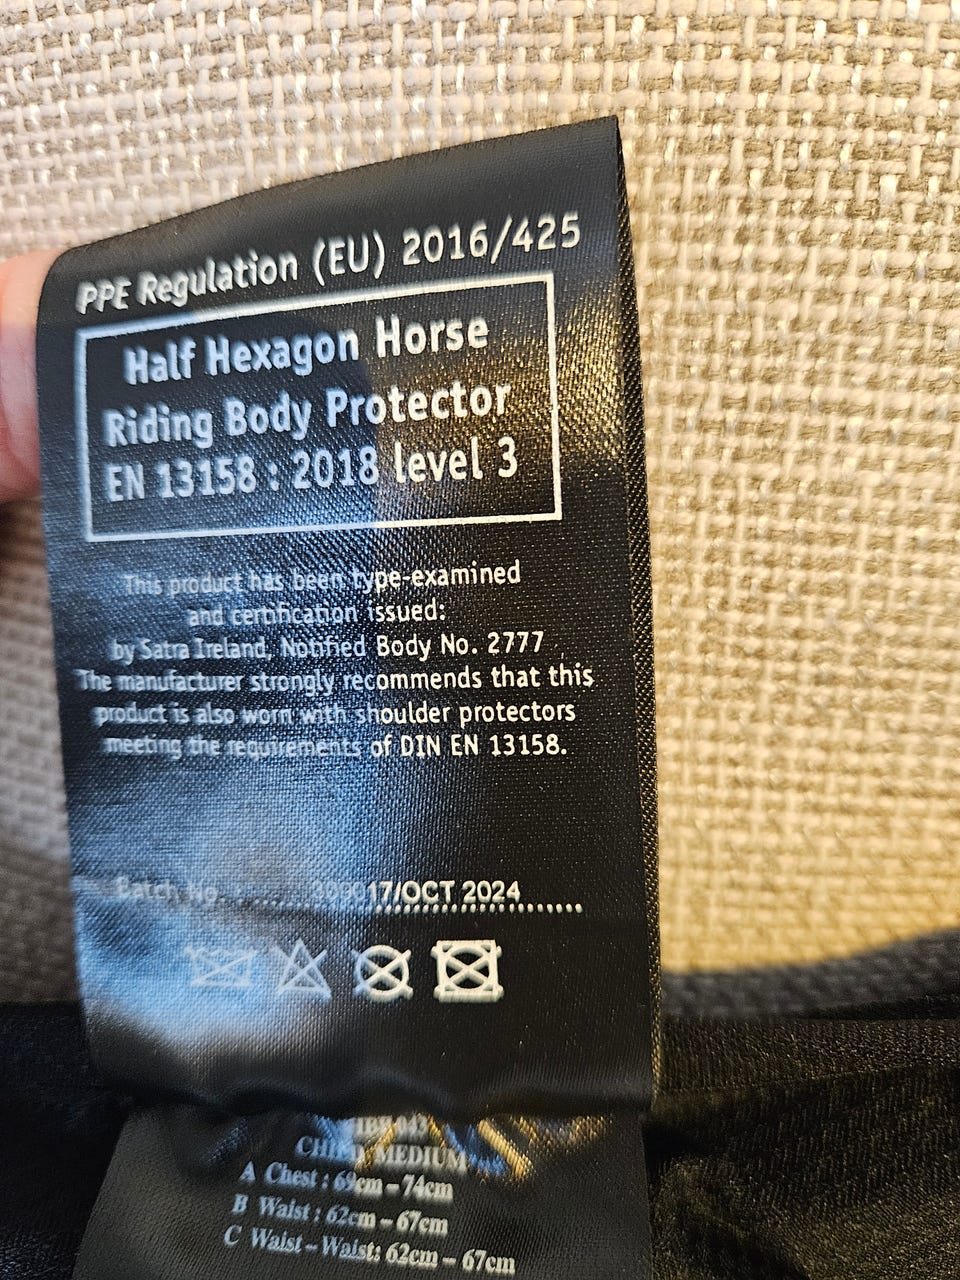 PPE Regulation (EU) 2016/425
Half Hexagon Horse
Riding Body Protector
EN 13158 : 2018 level 3
This product has been type-examined
and certification issued:
by Satra Ireland, Notified Body No. 2777
The manufacturer strongly recommends that this
product is also worn with shoulder protectors
meeting the requirements of DIN EN 13158.
Batch No. 17/OCT 2024
CHILD MEDIUM
A Chest : 69cm – 74cm
B Waist : 62cm – 67cm
C Waist – Waist: 62cm – 67cm